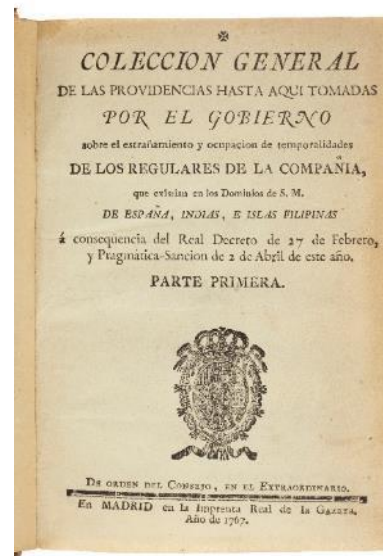 COLECCION GENERAL
DE LAS PROVIDENCIAS HASTA AQUI TOMADAS
POR EL GOBIERNO
sobre el estrañamiento y ocupacion de temporalidades
DE LOS REGULARES DE LA COMPAÑIA,
que existian en los Dominios de S. M.
DE ESPAÑA, INDIAS, E ISLAS FILIPINAS
á consequencia del Real Decreto de 27 de Febrero,
y Pragmática-Sancion de 2 de Abril de este año.
PARTE PRIMERA.
DE ORDEN DEL CONSEJO, EN EL EXTRAORDINARIO.
En MADRID en la Imprenta Real de la GAZETA.
Año de 1767.